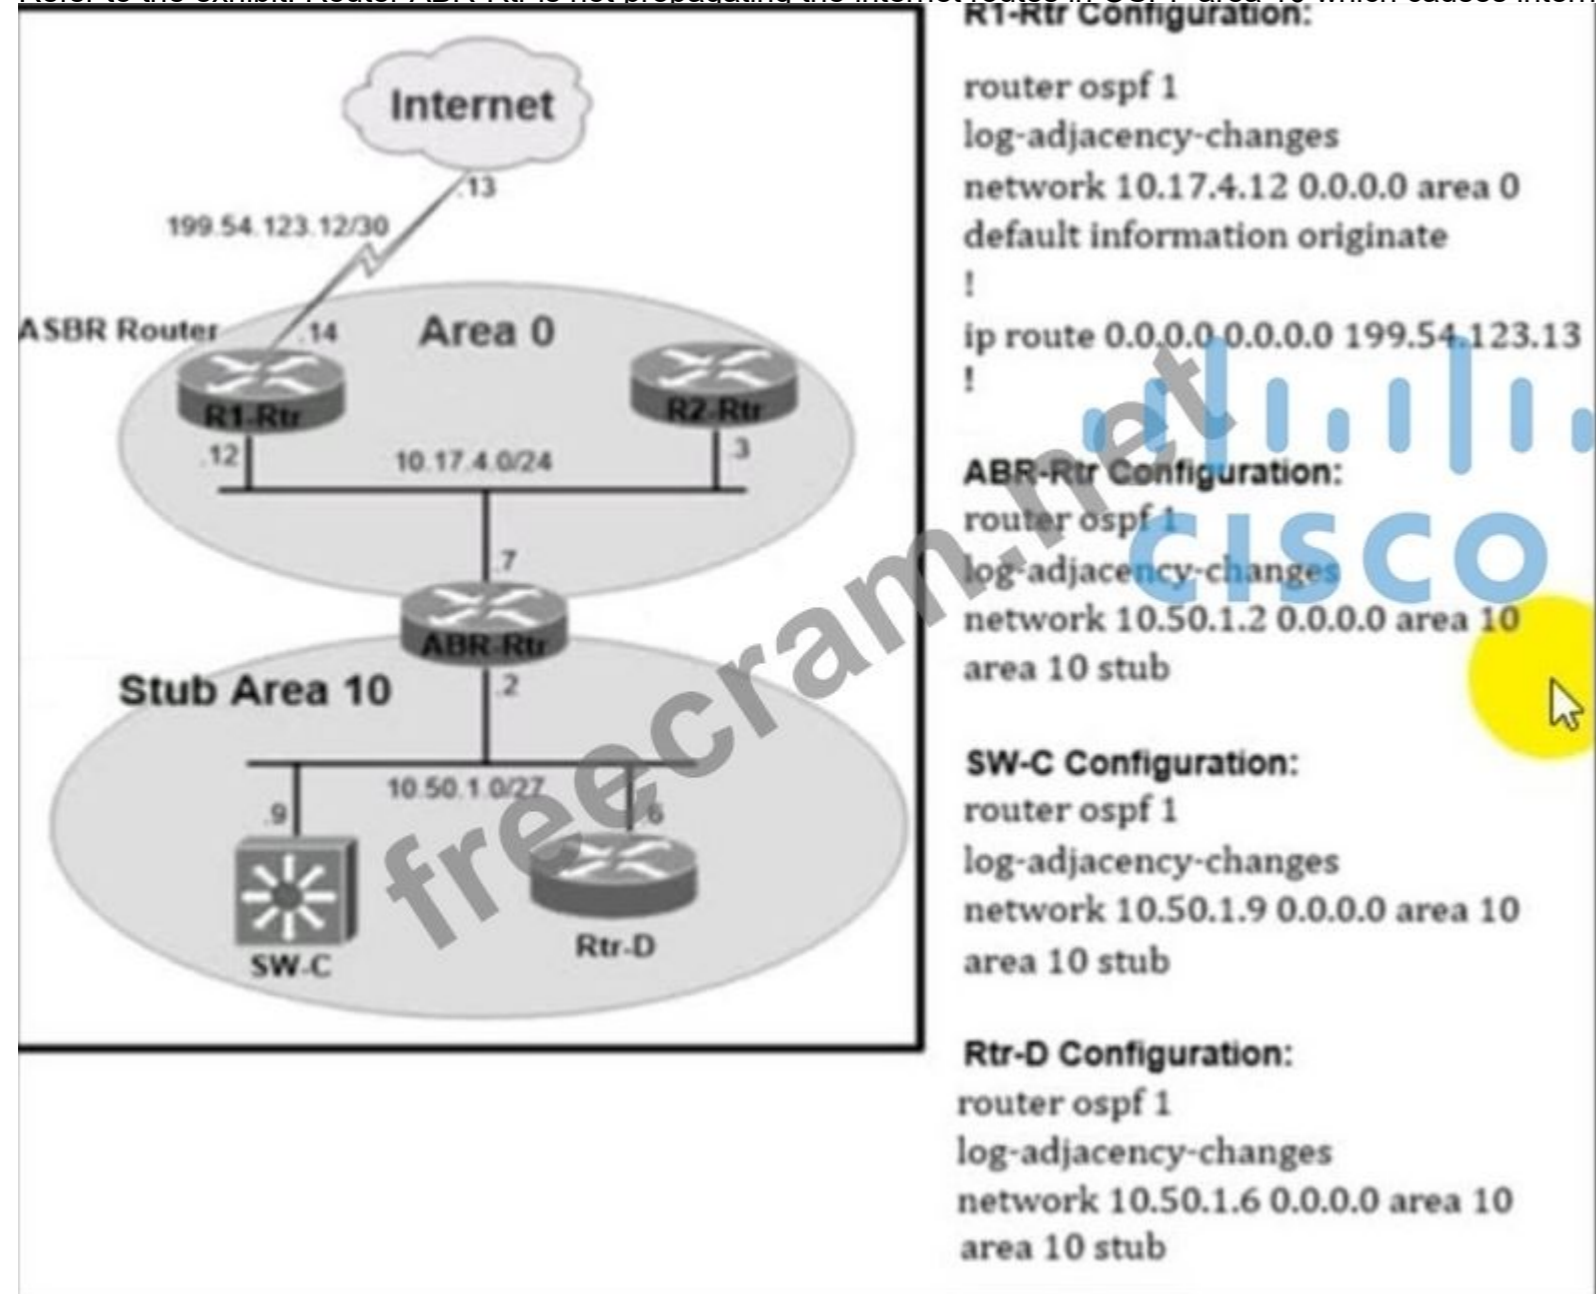 R1-Rtr Configuration:
Internet
.13
199.54.123.12/30
ASBR Router
.14
Area 0
R1-Rtr
R2-Rtr
.12
10.17.4.0/24
.3
.7
ABR-Rtr
Stub Area 10
.2
10.50.1.0/27
.9
.6
SW-C
Rtr-D
router ospf 1
log-adjacency-changes
network 10.17.4.12 0.0.0.0 area 0
default information originate
!
ip route 0.0.0.0 0.0.0.0 199.54.123.13
!
ABR-Rtr Configuration:
router ospf 1
log-adjacency-changes
network 10.50.1.2 0.0.0.0 area 10
area 10 stub
SW-C Configuration:
router ospf 1
log-adjacency-changes
network 10.50.1.9 0.0.0.0 area 10
area 10 stub
Rtr-D Configuration:
router ospf 1
log-adjacency-changes
network 10.50.1.6 0.0.0.0 area 10
area 10 stub
CISCO
freecram.net